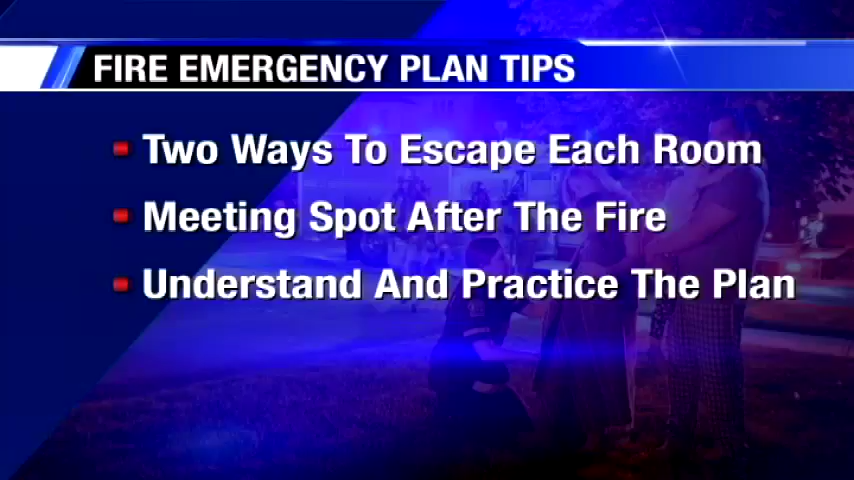 FIRE EMERGENCY PLAN TIPS
Two Ways To Escape Each Room
Meeting Spot After The Fire
Understand And Practice The Plan